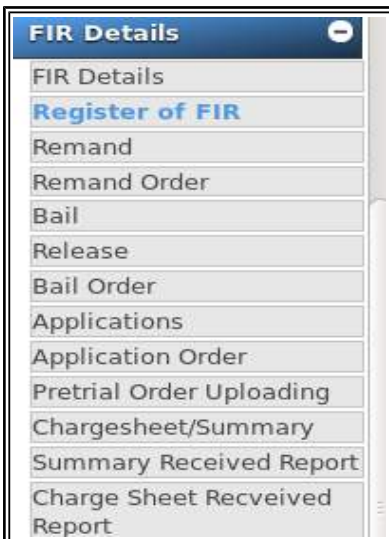 FIR Details
FIR Details
Register of FIR
Remand
Remand Order
Bail
Release
Bail Order
Applications
Application Order
Pretrial Order Uploading
Chargesheet/Summary
Summary Received Report
Charge Sheet Recveived
Report